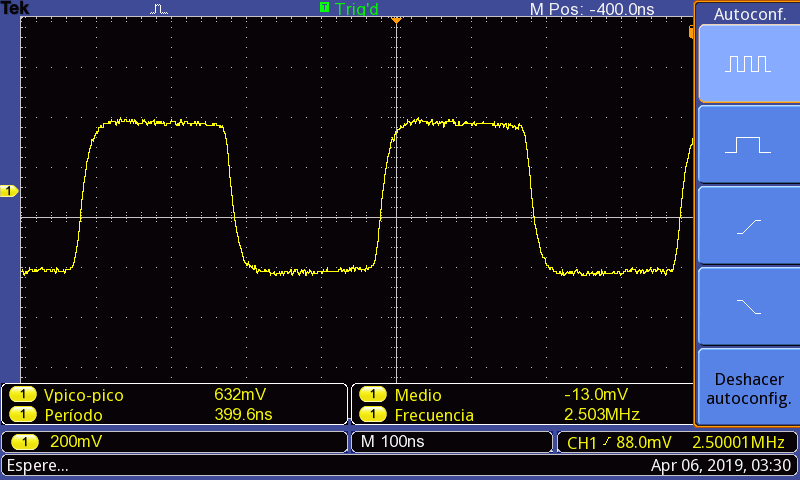 Tek
T Trig'd
M Pos: -400.0ns
Autoconf.
1
1 Vpico-pico 632mV
1 Período 399.6ns
1 Medio -13.0mV
1 Frecuencia 2.503MHz
Deshacer
autoconfig.
1 200mV
M 100ns
CH1 88.0mV 2.50001MHz
Espere...
Apr 06, 2019, 03:30